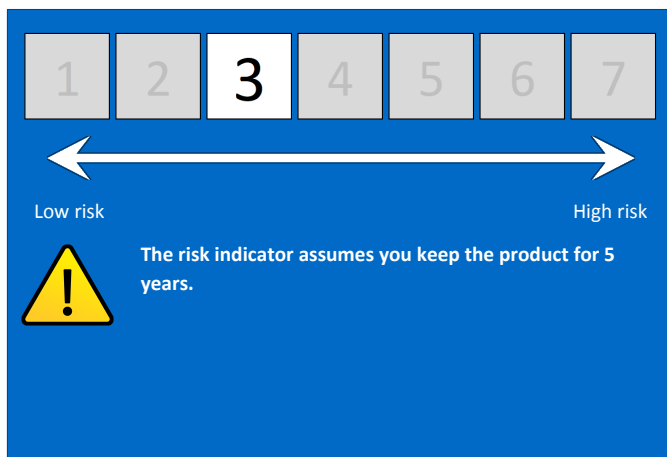 1 2 3 4 5 6 7
Low risk High risk
The risk indicator assumes you keep the product for 5
years.